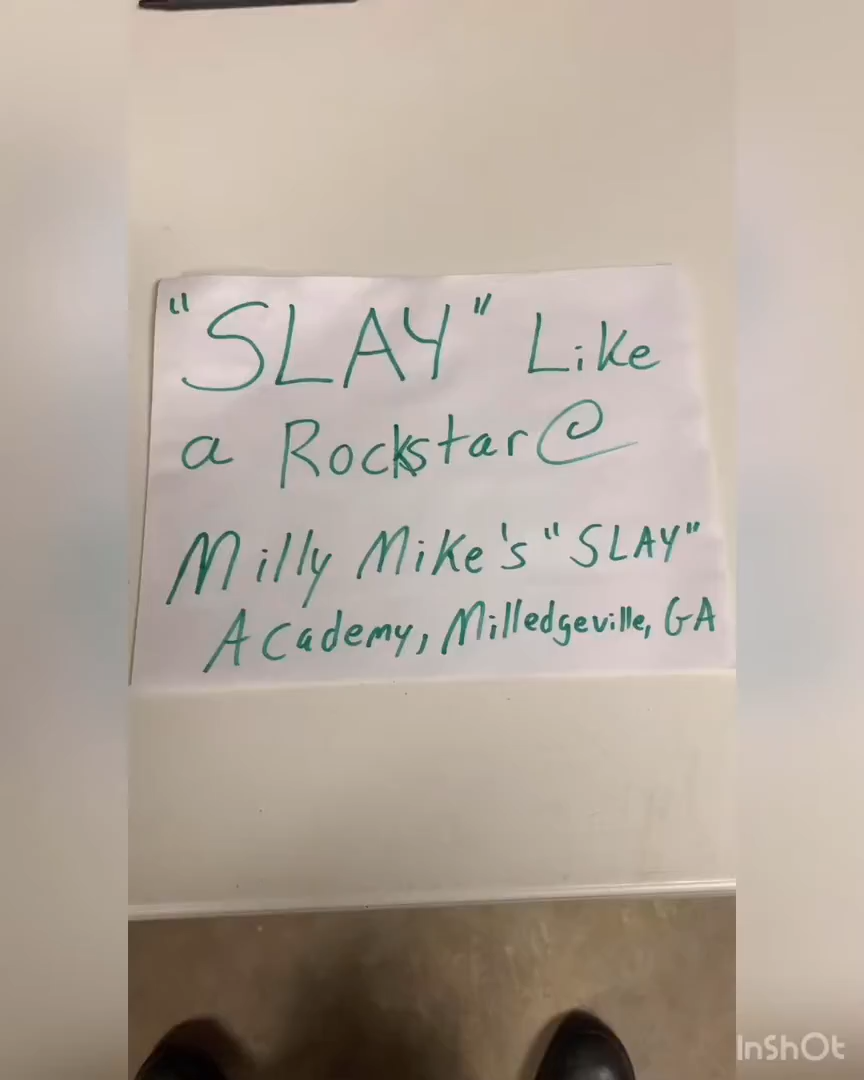 "SLAY" Like
a Rockstar@
Milly Mike's "SLAY"
Academy, Milledgeville, GA
InShOt